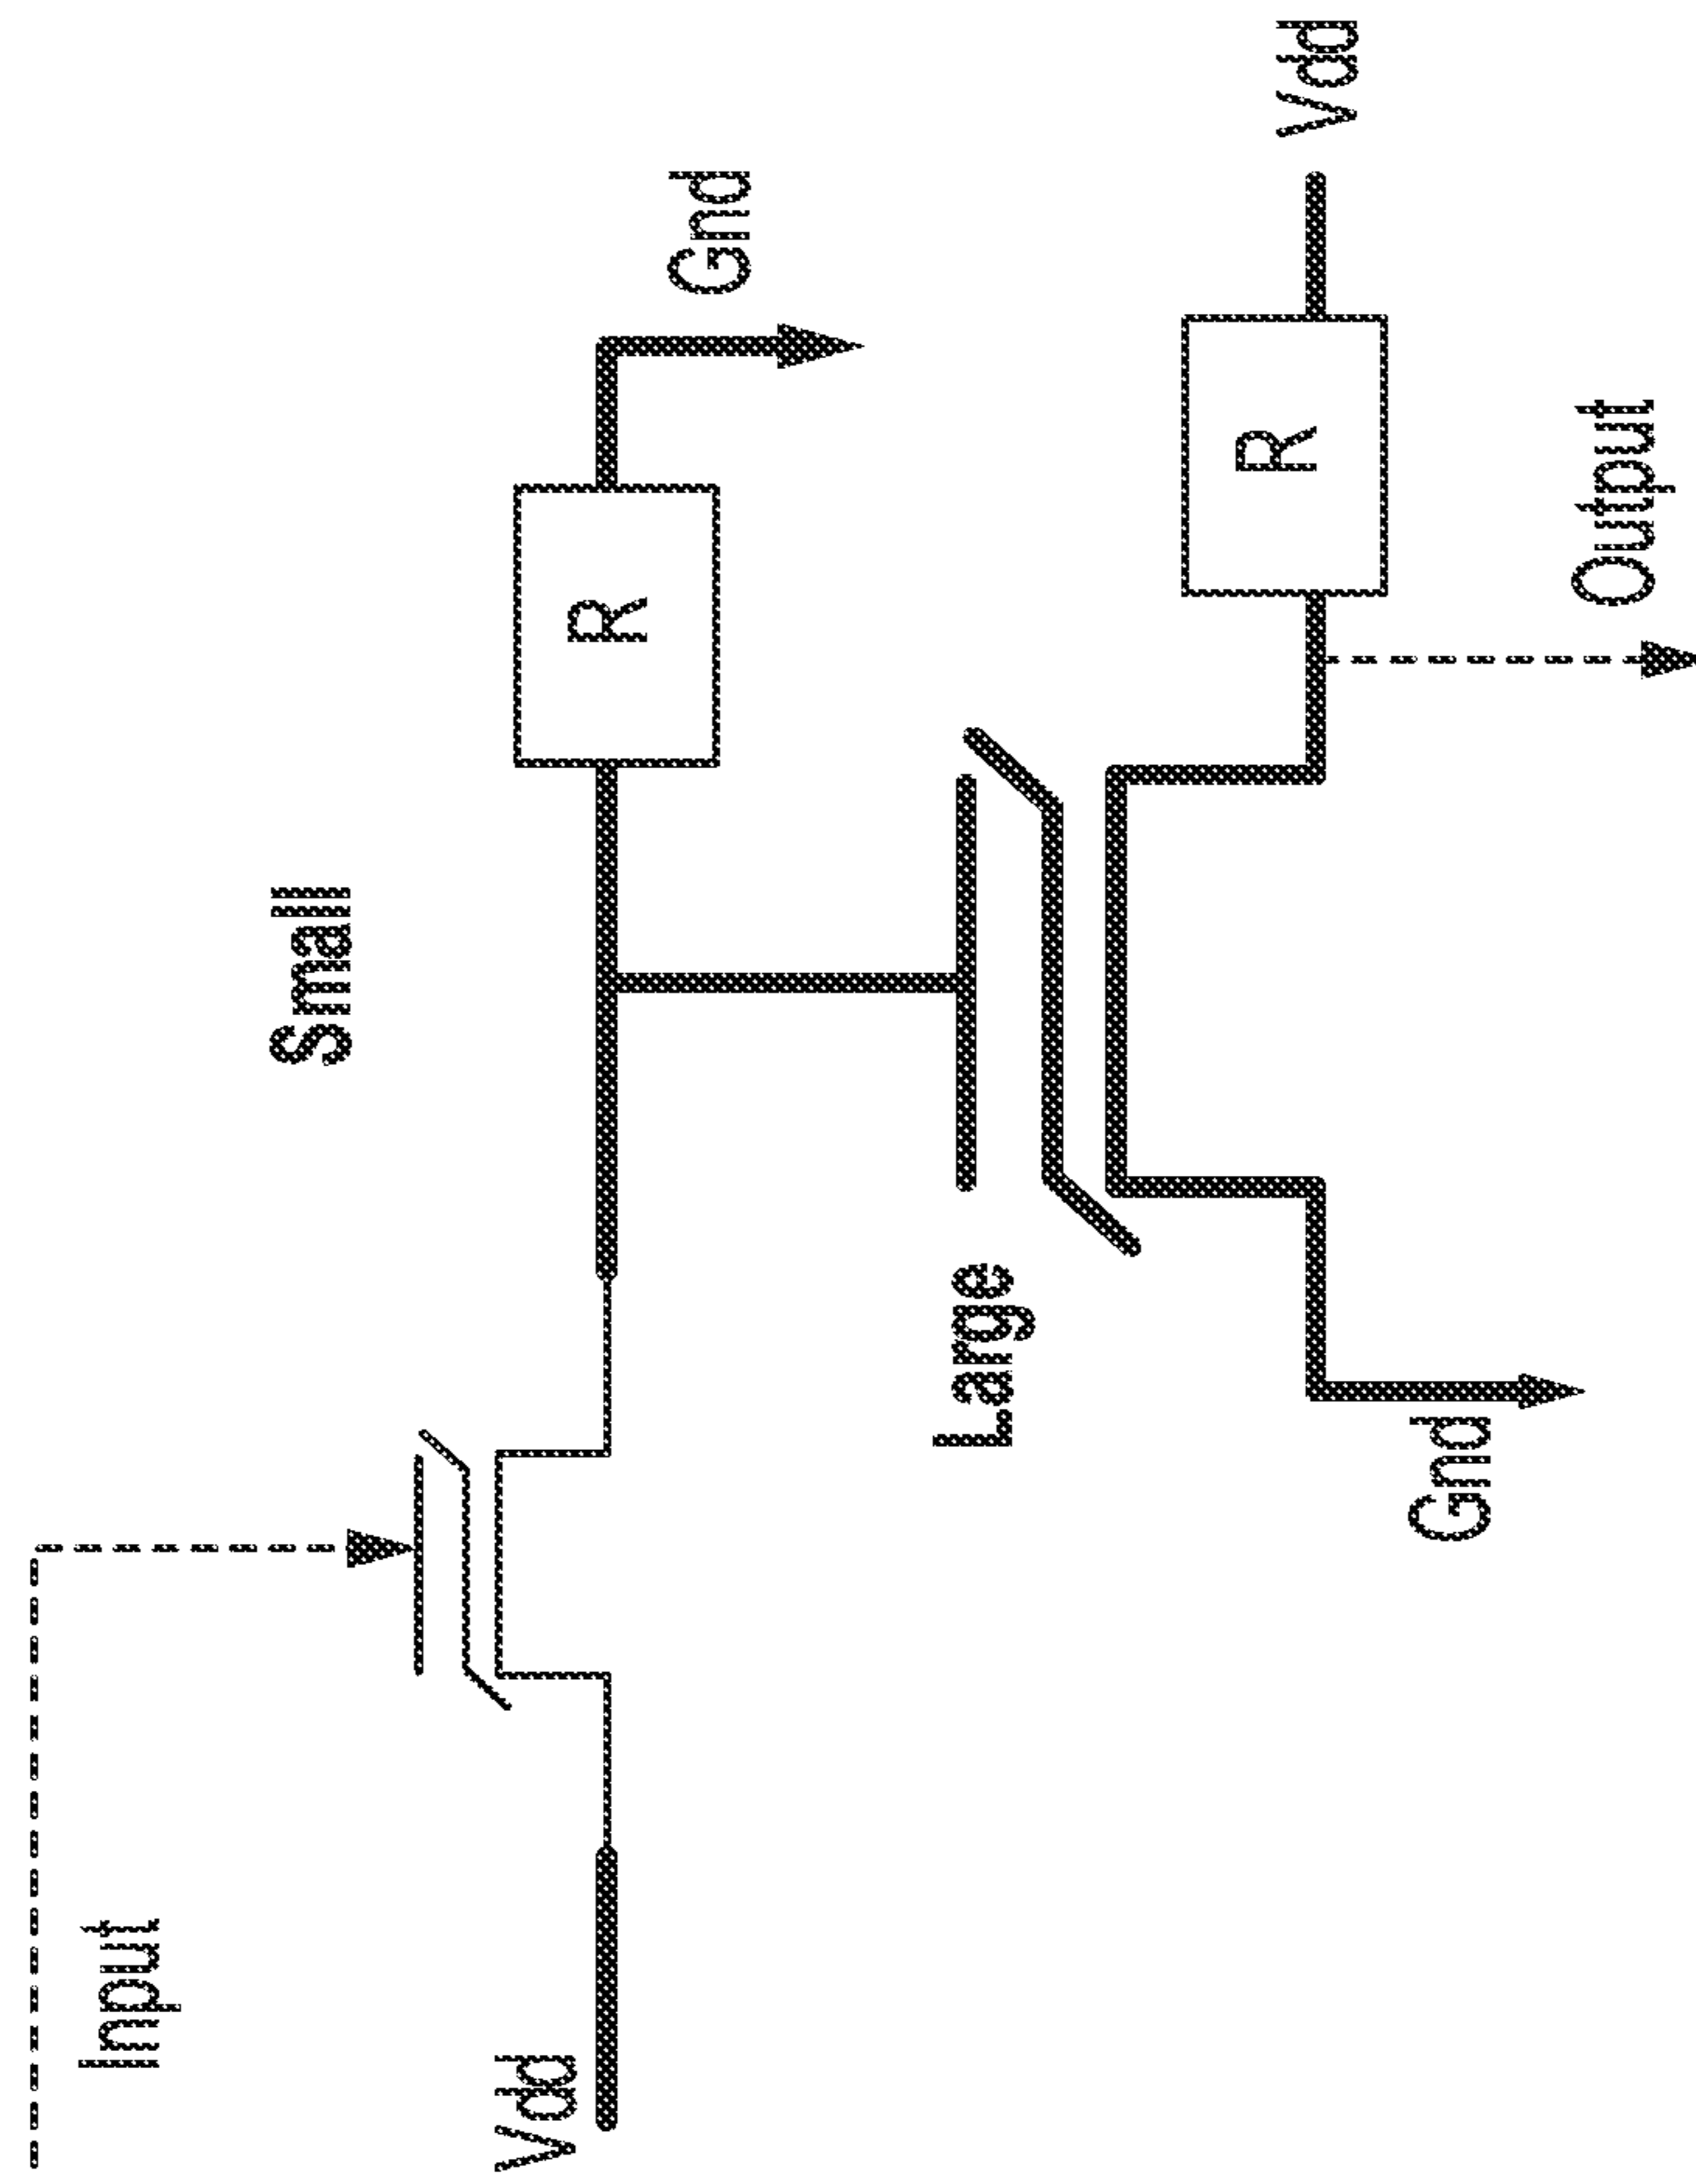 Input
Small
Vdd
R
Gnd
Large
R
Vdd
Gnd
Output